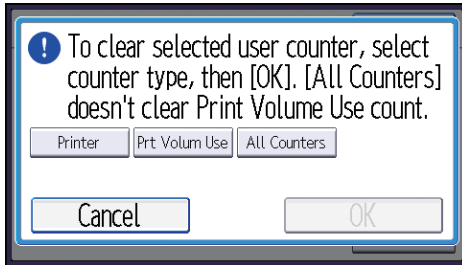 To clear selected user counter, select
counter type, then [OK]. [All Counters]
doesn't clear Print Volume Use count.
Printer Prt Volum Use All Counters
Cancel OK